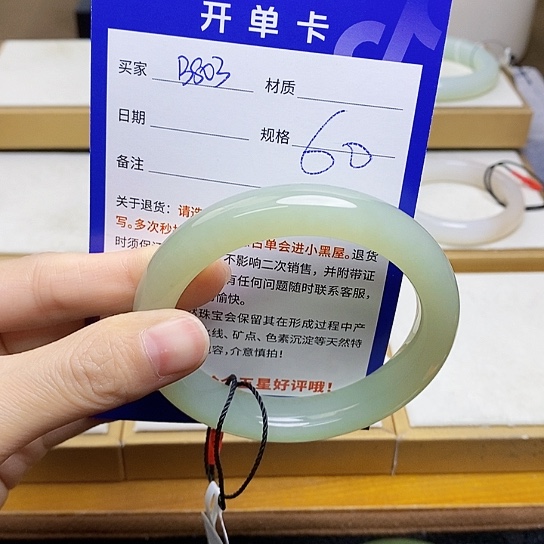 开单卡
买家 B803 材质
日期 规格 60
备注
关于退货：请选
写。多次秒 单会进小黑屋。退货
时须保 不影响二次销售，并附带证
有任何问题随时联系客服，
愉快。
珠宝会保留其在形成过程中产
线、矿点、色素沉淀等天然特
容，介意慎拍！
五星好评哦！